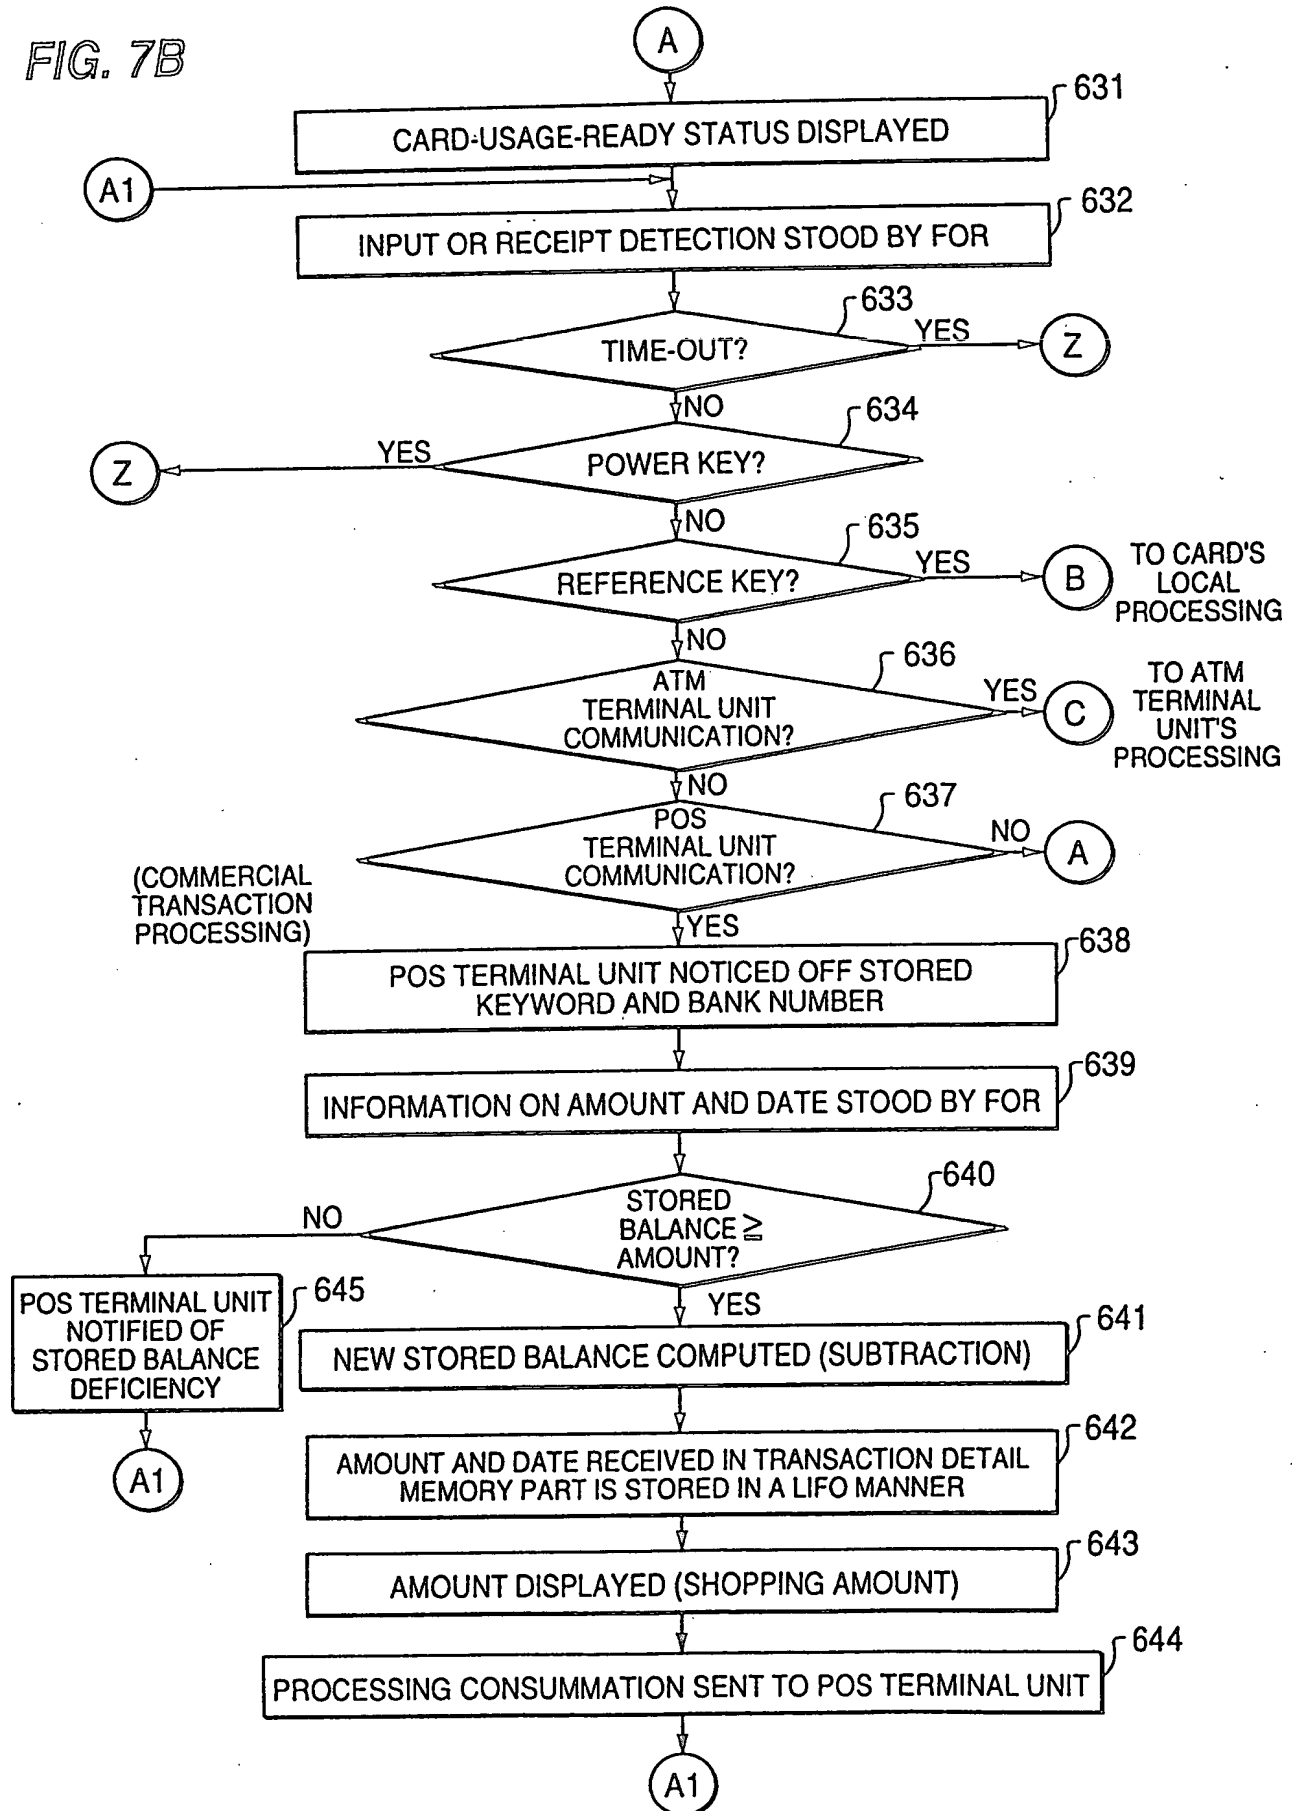 FIG. 7B
A
631
CARD-USAGE-READY STATUS DISPLAYED
A1
632
INPUT OR RECEIPT DETECTION STOOD BY FOR
633
TIME-OUT?
YES
Z
NO
634
POWER KEY?
YES
Z
NO
635
REFERENCE KEY?
YES
B
TO CARD'S
LOCAL
PROCESSING
NO
636
ATM
TERMINAL UNIT
COMMUNICATION?
YES
C
TO ATM
TERMINAL
UNIT'S
PROCESSING
NO
637
POS
TERMINAL UNIT
COMMUNICATION?
NO
A
(COMMERCIAL
TRANSACTION
PROCESSING)
YES
638
POS TERMINAL UNIT NOTICED OFF STORED
KEYWORD AND BANK NUMBER
639
INFORMATION ON AMOUNT AND DATE STOOD BY FOR
640
STORED
BALANCE ≧
AMOUNT?
NO
645
POS TERMINAL UNIT
NOTIFIED OF
STORED BALANCE
DEFICIENCY
A1
YES
641
NEW STORED BALANCE COMPUTED (SUBTRACTION)
642
AMOUNT AND DATE RECEIVED IN TRANSACTION DETAIL
MEMORY PART IS STORED IN A LIFO MANNER
643
AMOUNT DISPLAYED (SHOPPING AMOUNT)
644
PROCESSING CONSUMMATION SENT TO POS TERMINAL UNIT
A1